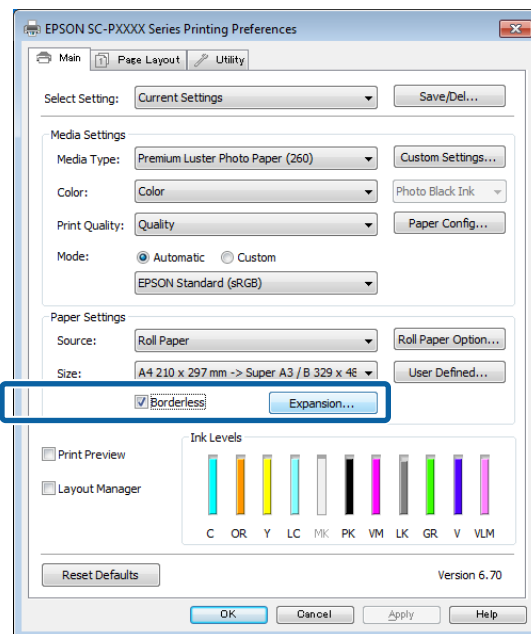 EPSON SC-PXXXX Series Printing Preferences
Main Page Layout Utility
Select Setting: Current Settings Save/Del...
Media Settings
Media Type: Premium Luster Photo Paper (260) Custom Settings...
Color: Color Photo Black Ink
Print Quality: Quality Paper Config...
Mode: Automatic Custom
EPSON Standard (sRGB)
Paper Settings
Source: Roll Paper Roll Paper Option...
Size: A4 210 x 297 mm -> Super A3 / B 329 x 48 User Defined...
Borderless Expansion...
Print Preview
Layout Manager
Ink Levels
C OR Y LC MK PK VM LK GR V VLM
Reset Defaults Version 6.70
OK Cancel Apply Help